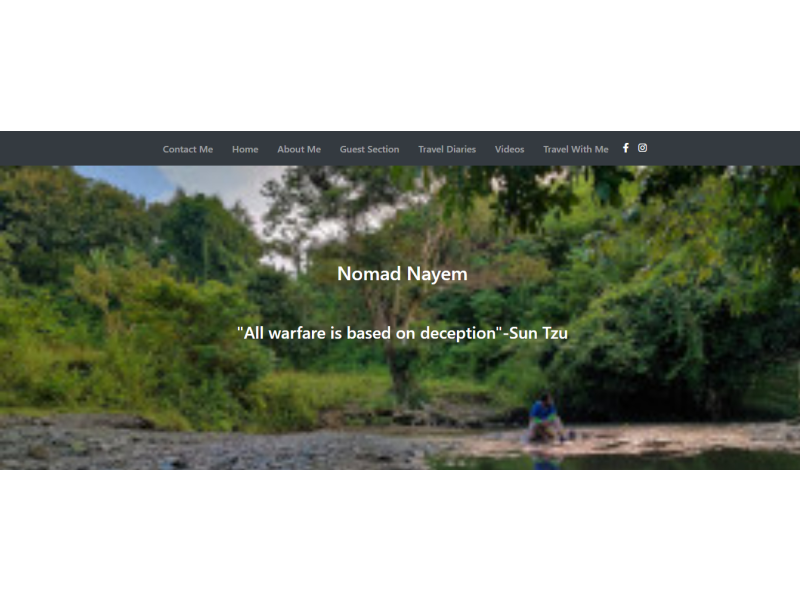 Contact Me Home About Me Guest Section Travel Diaries Videos Travel With Me
Nomad Nayem
"All warfare is based on deception"-Sun Tzu